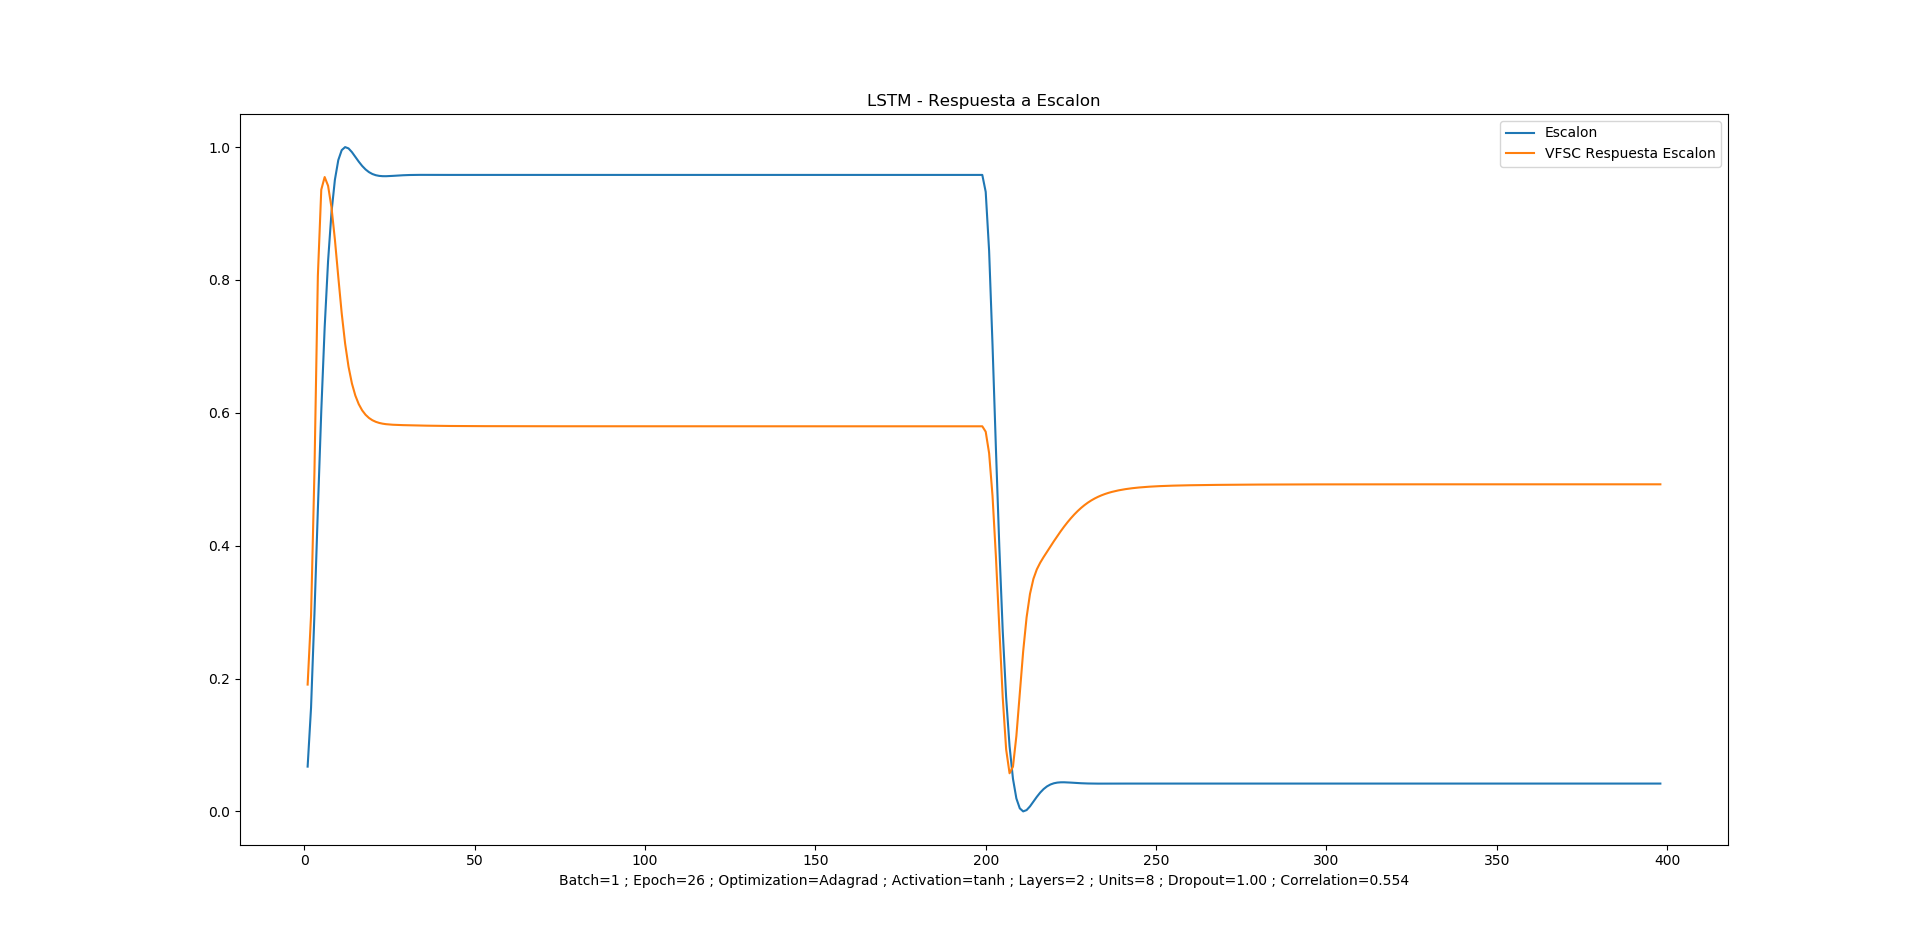 LSTM - Respuesta a Escalon
Escalon
VFSC Respuesta Escalon
1.0
0.8
0.6
0.4
0.2
0.0
0 50 100 150 200 250 300 350 400
Batch=1 ; Epoch=26 ; Optimization=Adagrad ; Activation=tanh ; Layers=2 ; Units=8 ; Dropout=1.00 ; Correlation=0.554